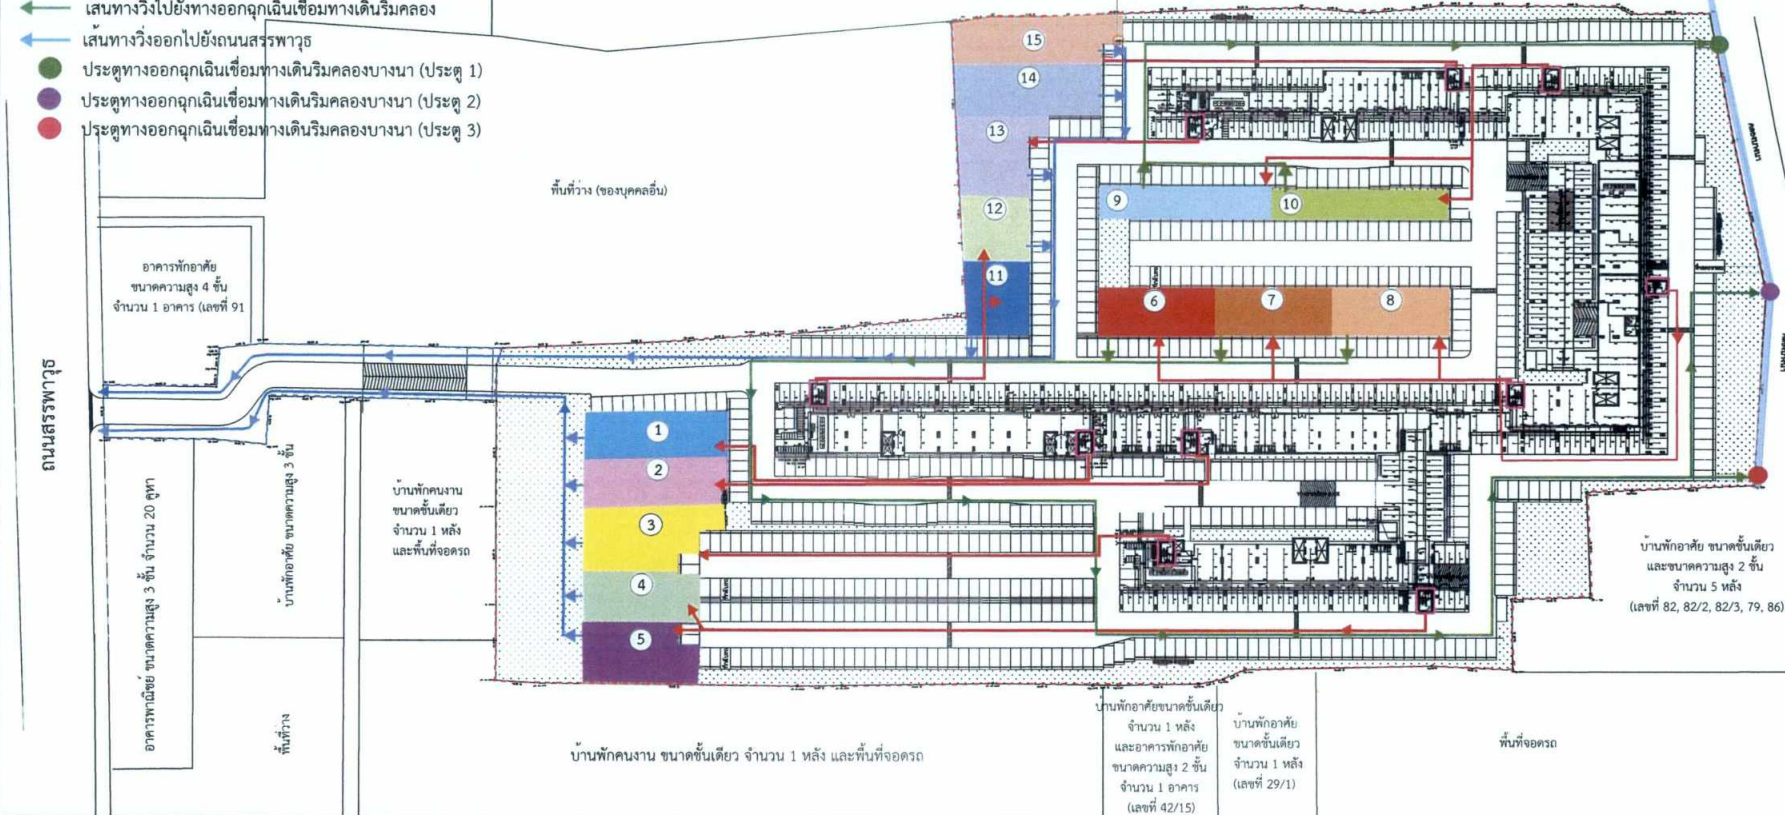 เส้นทางวิ่งไปยังทางออกฉุกเฉินเชื่อมทางเดินริมคลอง
เส้นทางวิ่งออกไปยังถนนสรรพาวุธ
ประตูทางออกฉุกเฉินเชื่อมทางเดินริมคลองบางนา (ประตู 1)
ประตูทางออกฉุกเฉินเชื่อมทางเดินริมคลองบางนา (ประตู 2)
ประตูทางออกฉุกเฉินเชื่อมทางเดินริมคลองบางนา (ประตู 3)
พื้นที่ว่าง (ของบุคคลอื่น)
อาคารพักอาศัย
ขนาดความสูง 4 ชั้น
จำนวน 1 อาคาร (เลขที่ 91
ถนนสรรพาวุธ
15
14
13
12
11
9
10
6
7
8
1
2
3
4
5
คลองบางนา
อาคารพาณิชย์ ขนาดความสูง 3 ชั้น จำนวน 20 คูหา
บ้านพักอาศัย ขนาดความสูง 3 ชั้น
พื้นที่ว่าง
บ้านพักคนงาน
ขนาดชั้นเดียว
จำนวน 1 หลัง
และพื้นที่จอดรถ
บ้านพักอาศัย ขนาดชั้นเดียว
และขนาดความสูง 2 ชั้น
จำนวน 5 หลัง
(เลขที่ 82, 82/2, 82/3, 79, 86)
บ้านพักคนงาน ขนาดชั้นเดียว จำนวน 1 หลัง และพื้นที่จอดรถ
บ้านพักอาศัยขนาดชั้นเดียว
จำนวน 1 หลัง
และอาคารพักอาศัย
ขนาดความสูง 2 ชั้น
จำนวน 1 อาคาร
(เลขที่ 42/15)
บ้านพักอาศัย
ขนาดชั้นเดียว
จำนวน 1 หลัง
(เลขที่ 29/1)
พื้นที่จอดรถ